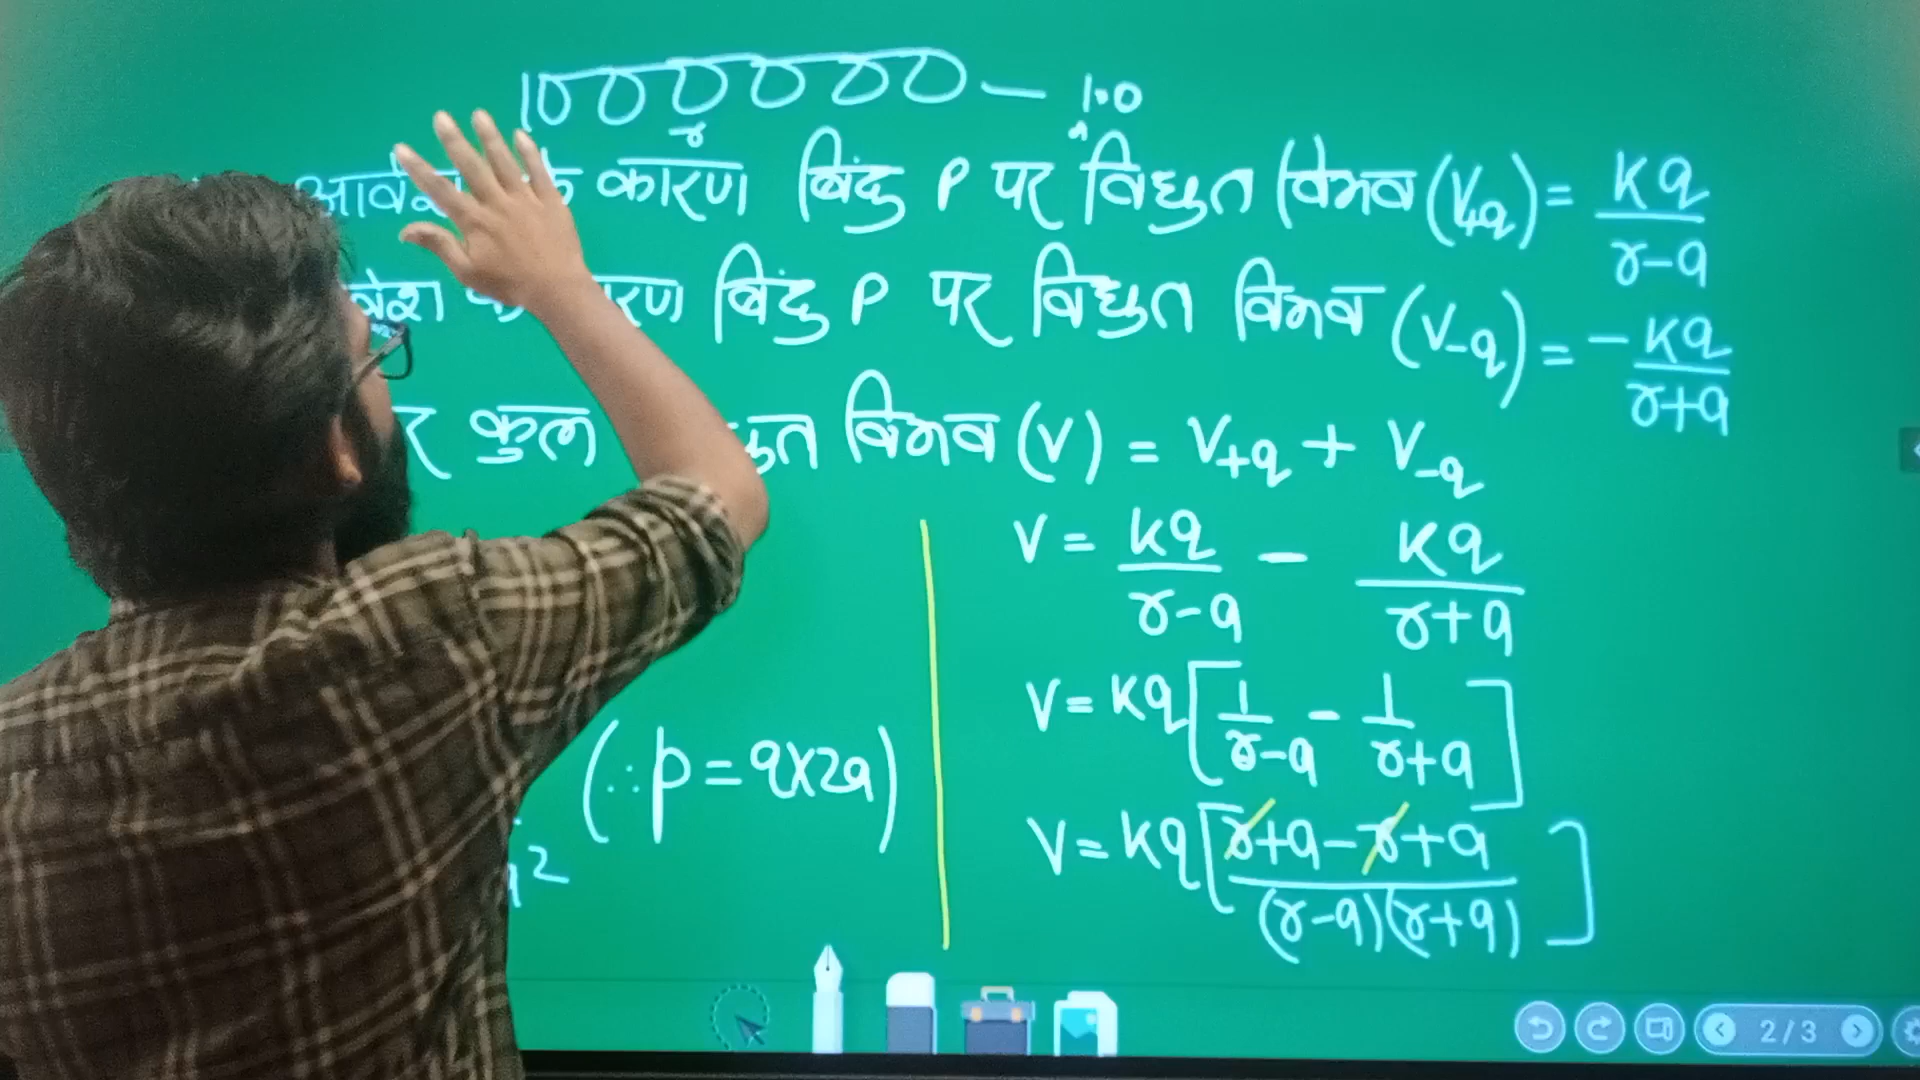 1000000 — 1.0
r a
कारण बिंदु P पर विधुत विभव (V+q) = Kq/r-a
बिंदु P पर विधुत विभव (V-q) = -Kq/r+a
कुल विभव (V) = V+q + V-q
V = Kq/r-a - Kq/r+a
V = Kq[1/r-a - 1/r+a]
(∵ p = q×2a)
V = Kq[r+a-r+a/(r-a)(r+a)]
2/3